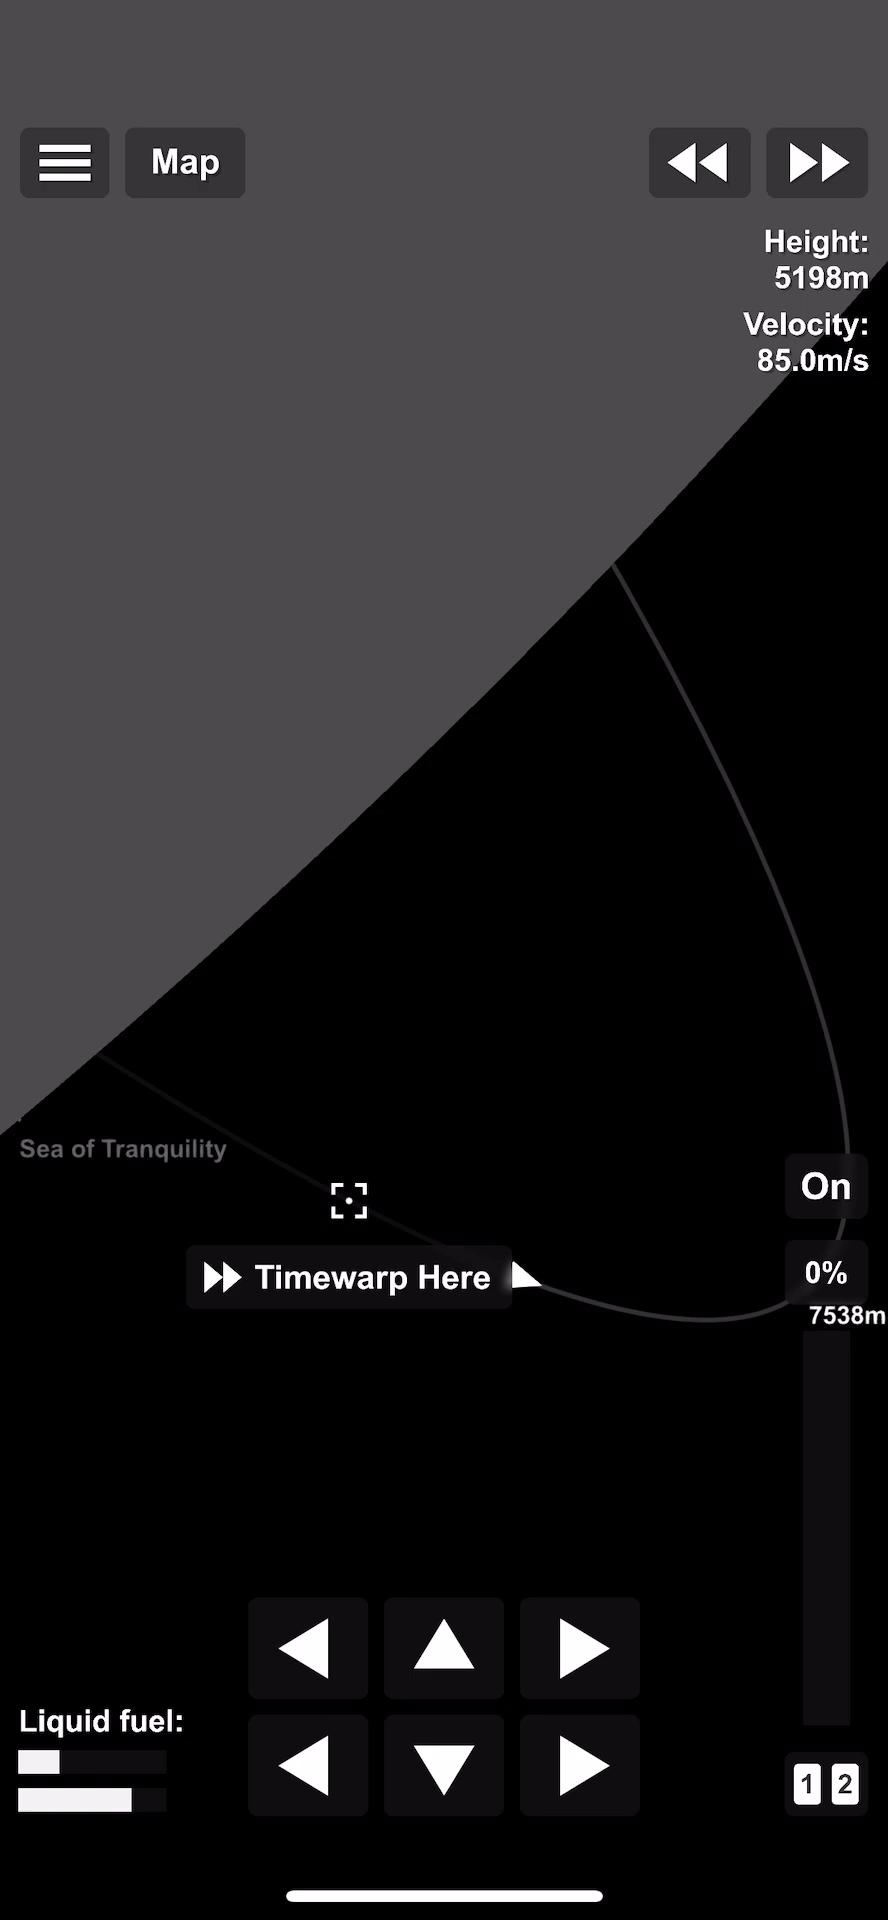 Map
Height:
5198m
Velocity:
85.0m/s
Sea of Tranquility
On
Timewarp Here
0%
7538m
Liquid fuel:
1 2